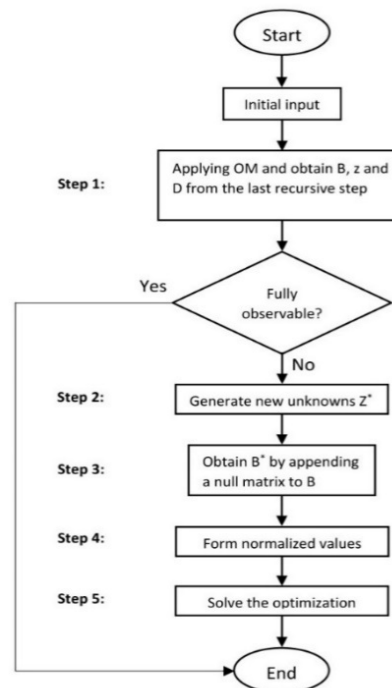 Start
Initial input
Step 1:
Applying OM and obtain B, z and
D from the last recursive step
Yes
Fully
observable?
No
Step 2:
Generate new unknowns Z*
Step 3:
Obtain B* by appending
a null matrix to B
Step 4:
Form normalized values
Step 5:
Solve the optimization
End